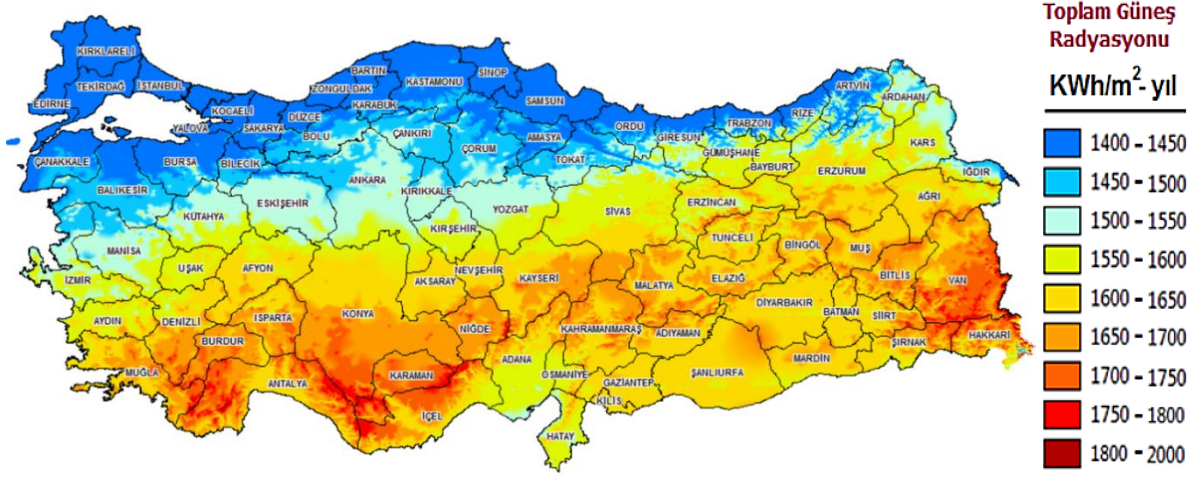 Toplam Güneş
Radyasyonu
KWh/m²- yıl
1400 - 1450
1450 - 1500
1500 - 1550
1550 - 1600
1600 - 1650
1650 - 1700
1700 - 1750
1750 - 1800
1800 - 2000
KIRKLARELİ
TEKİRDAĞ
İSTANBUL
EDİRNE
KOCAELİ
YALOVA
SAKARYA
DÜZCE
BOLU
ZONGULDAK
BARTIN
KARABÜK
KASTAMONU
SİNOP
SAMSUN
ORDU
GİRESUN
TRABZON
RİZE
ARTVİN
ARDAHAN
KARS
IĞDIR
ÇANAKKALE
BURSA
BİLECİK
BALIKESİR
KÜTAHYA
ESKİŞEHİR
ANKARA
ÇANKIRI
KIRIKKALE
ÇORUM
AMASYA
TOKAT
YOZGAT
KIRŞEHİR
SİVAS
GÜMÜŞHANE
BAYBURT
ERZİNCAN
ERZURUM
AĞRI
MANİSA
İZMİR
UŞAK
AFYON
AYDIN
DENİZLİ
ISPARTA
BURDUR
MUĞLA
ANTALYA
KONYA
AKSARAY
NEVŞEHİR
NİĞDE
KAYSERİ
KARAMAN
İÇEL
ADANA
OSMANİYE
HATAY
KAHRAMANMARAŞ
MALATYA
ADIYAMAN
GAZİANTEP
KİLİS
ŞANLIURFA
TUNCELİ
ELAZIĞ
BİNGÖL
MUŞ
BİTLİS
VAN
DİYARBAKIR
BATMAN
SİİRT
MARDİN
ŞIRNAK
HAKKARİ